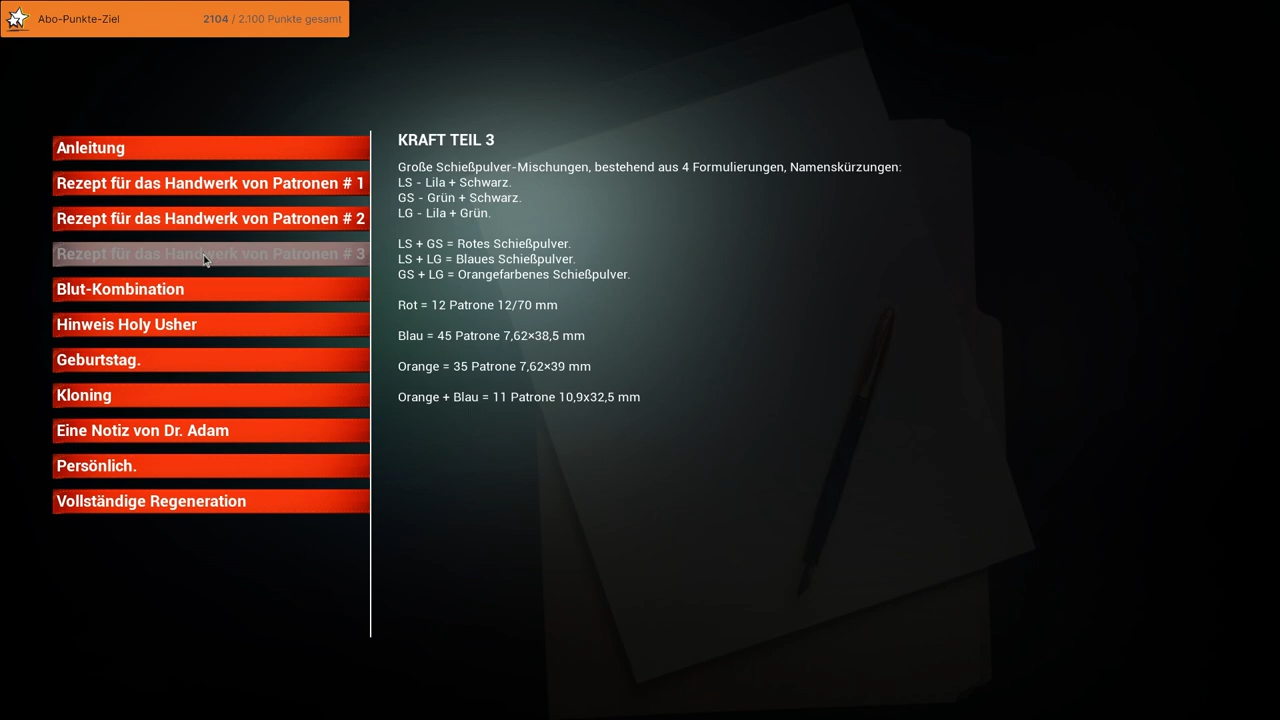 Abo-Punkte-Ziel 2104 / 2.100 Punkte gesamt
Anleitung
Rezept für das Handwerk von Patronen # 1
Rezept für das Handwerk von Patronen # 2
Rezept für das Handwerk von Patronen # 3
Blut-Kombination
Hinweis Holy Usher
Geburtstag.
Kloning
Eine Notiz von Dr. Adam
Persönlich.
Vollständige Regeneration
KRAFT TEIL 3
Große Schießpulver-Mischungen, bestehend aus 4 Formulierungen, Namenskürzungen:
LS - Lila + Schwarz.
GS - Grün + Schwarz.
LG - Lila + Grün.
LS + GS = Rotes Schießpulver.
LS + LG = Blaues Schießpulver.
GS + LG = Orangefarbenes Schießpulver.
Rot = 12 Patrone 12/70 mm
Blau = 45 Patrone 7,62×38,5 mm
Orange = 35 Patrone 7,62×39 mm
Orange + Blau = 11 Patrone 10,9x32,5 mm